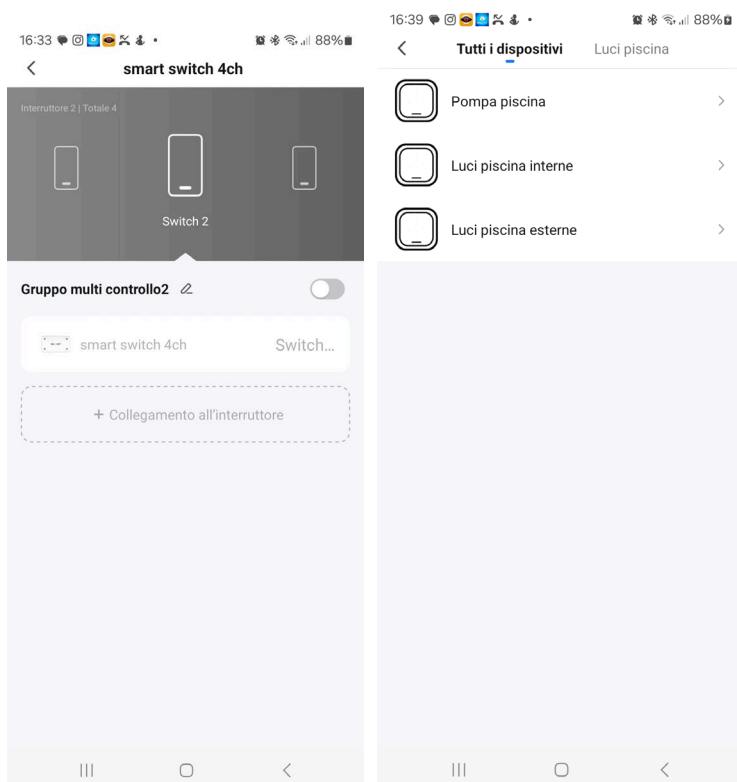 16:33
88%
smart switch 4ch
Interruttore 2 | Totale 4
Switch 2
Gruppo multi controllo2
smart switch 4ch
Switch...
+ Collegamento all'interruttore
16:39
88%
Tutti i dispositivi
Luci piscina
Pompa piscina
Luci piscina interne
Luci piscina esterne